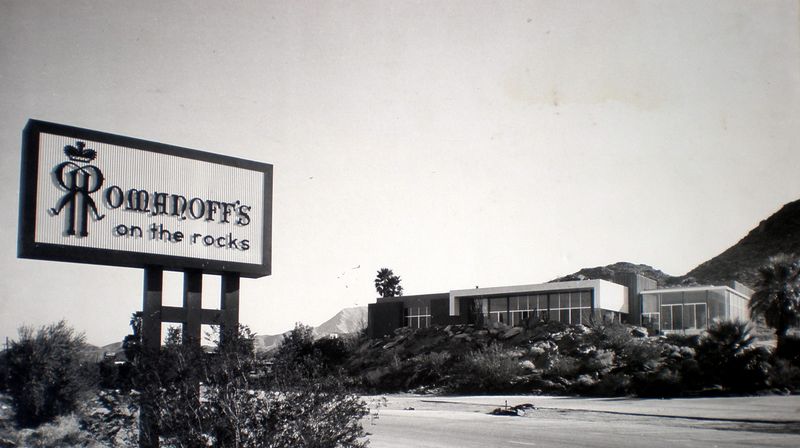 Romanoff's
on the rocks